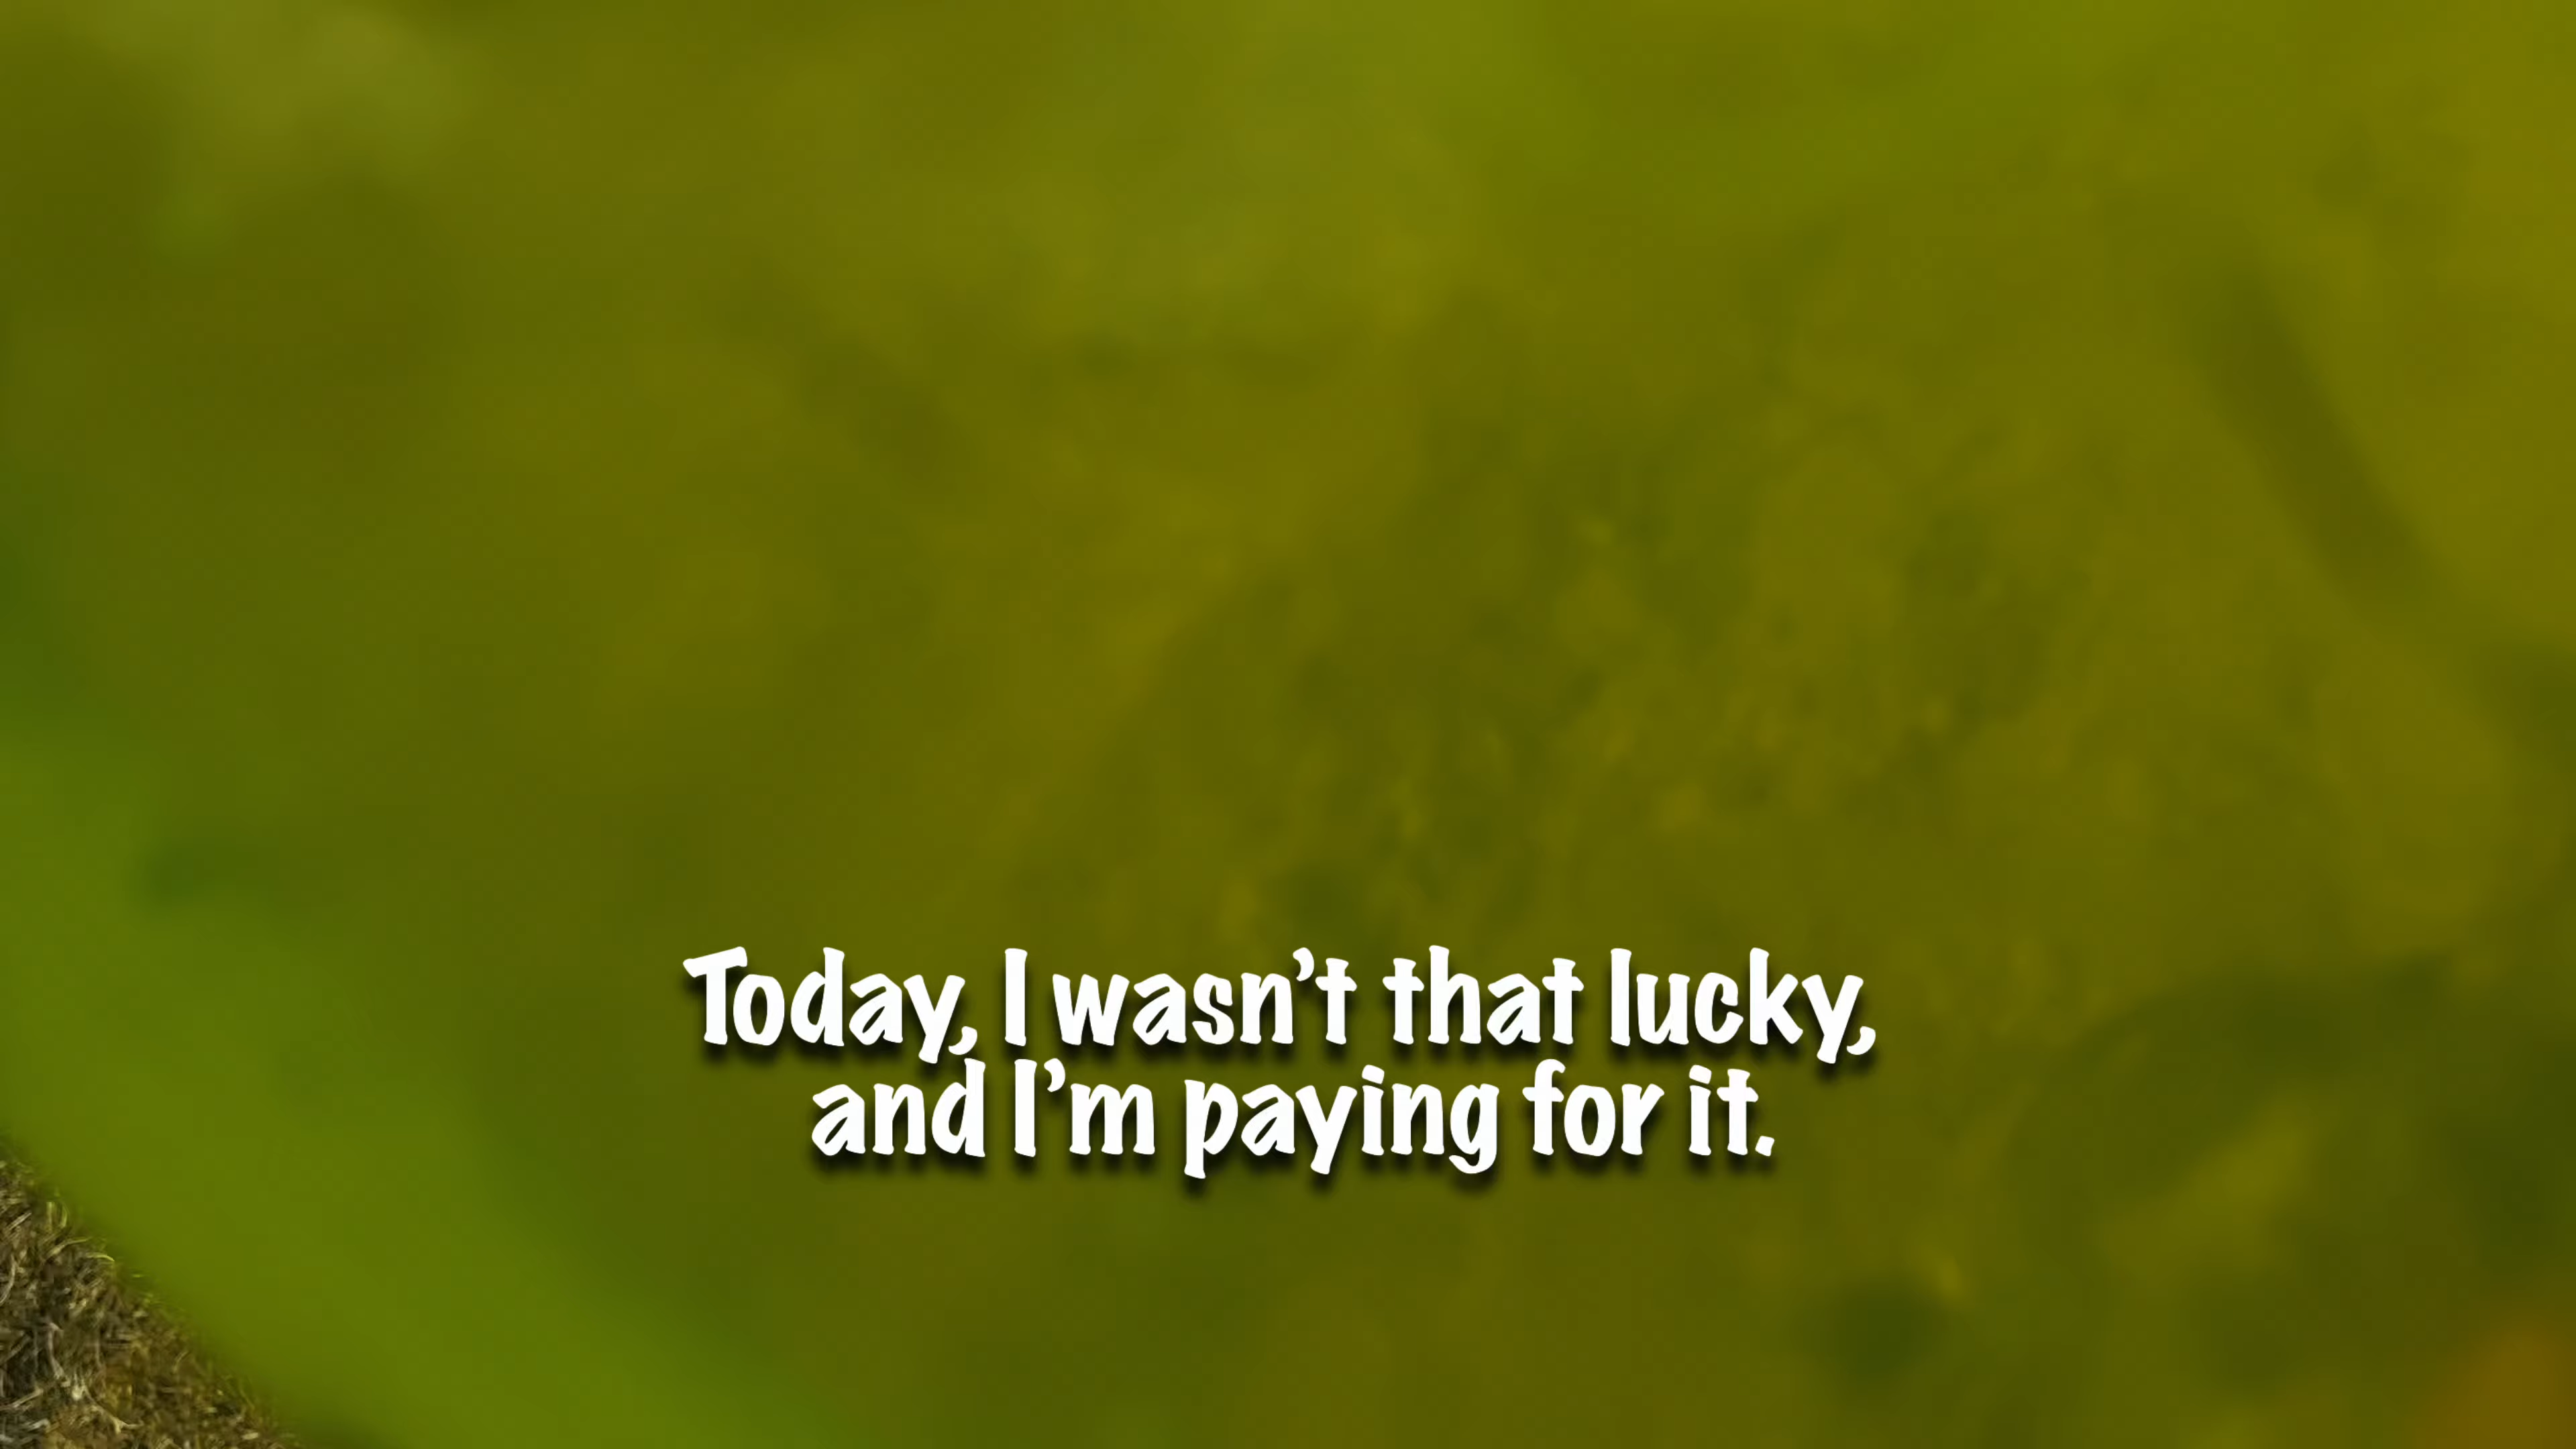 Today, I wasn’t that lucky,
and I’m paying for it.